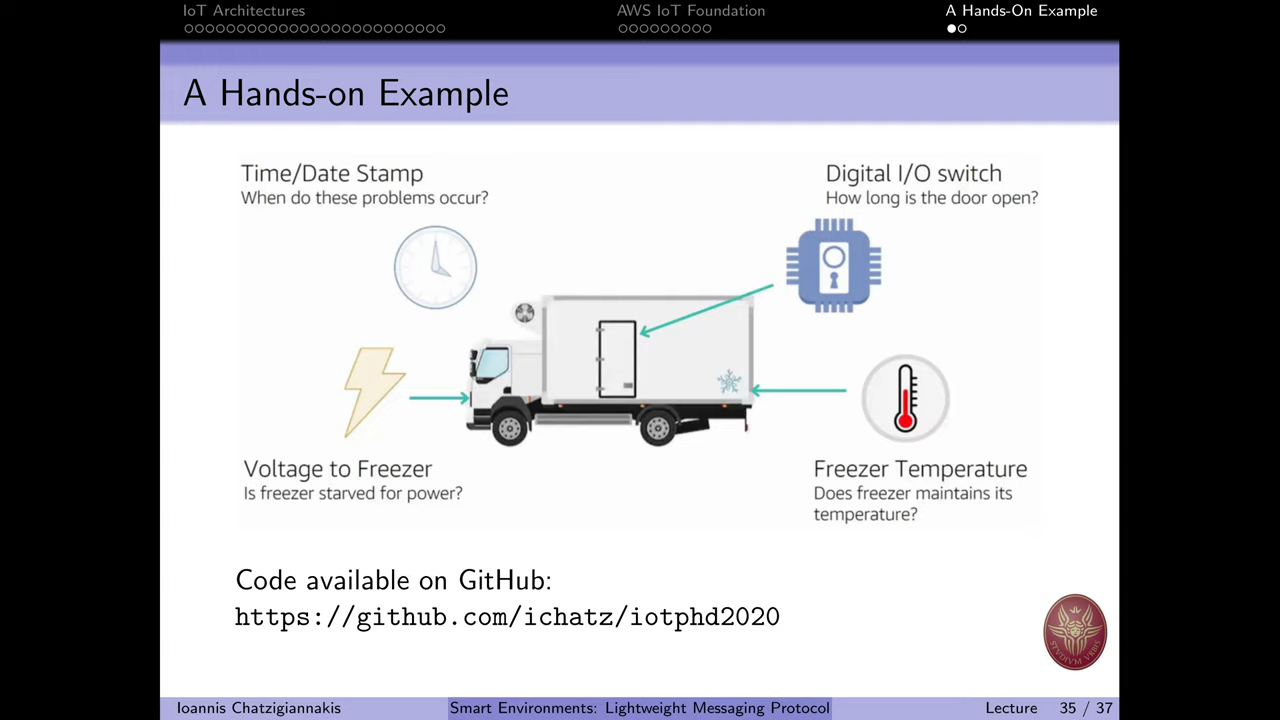 IoT Architectures
AWS IoT Foundation
A Hands-On Example
A Hands-on Example
Time/Date Stamp
When do these problems occur?
Digital I/O switch
How long is the door open?
Voltage to Freezer
Is freezer starved for power?
Freezer Temperature
Does freezer maintains its
temperature?
Code available on GitHub:
https://github.com/ichatz/iotphd2020
STVDIVM VRBIS
Ioannis Chatzigiannakis
Smart Environments: Lightweight Messaging Protocol
Lecture
35 / 37